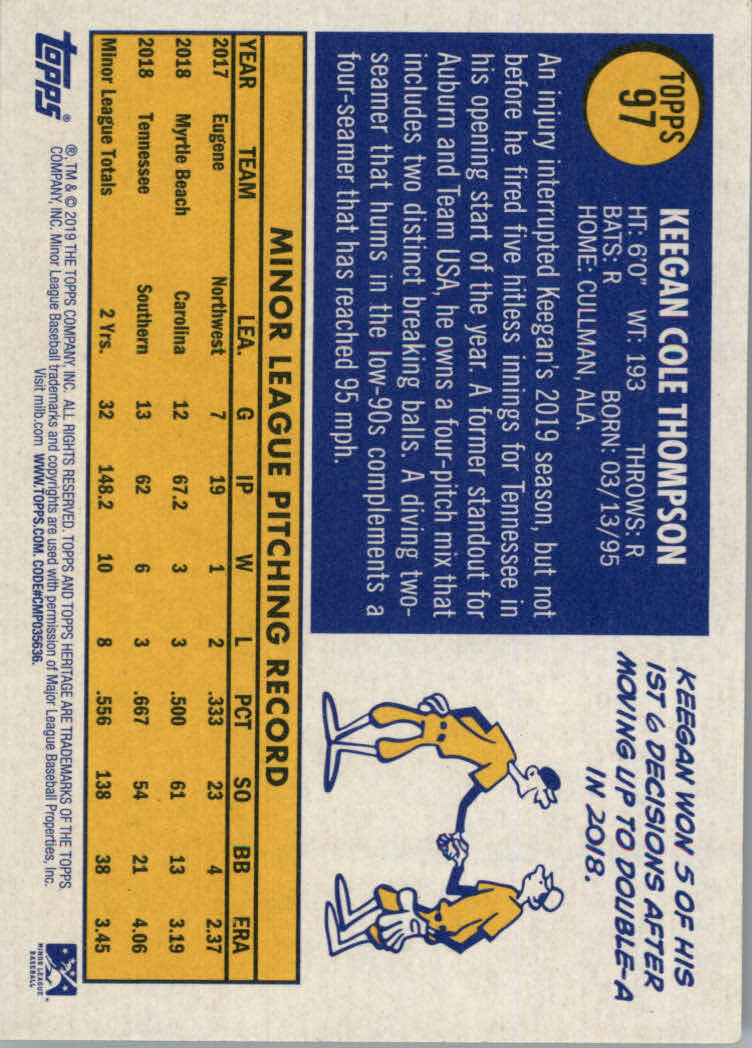 TOPPS
97
KEEGAN COLE THOMPSON
HT: 6'0" WT: 193 THROWS: R
BATS: R BORN: 03/13/95
HOME: CULLMAN, ALA.
An injury interrupted Keegan's 2019 season, but not
before he fired five hitless innings for Tennessee in
his opening start of the year. A former standout for
Auburn and Team USA, he owns a four-pitch mix that
includes two distinct breaking balls. A diving two-
seamer that hums in the low-90s complements a
four-seamer that has reached 95 mph.
KEEGAN WON 5 OF HIS
1ST 6 DECISIONS AFTER
MOVING UP TO DOUBLE-A
IN 2018.
MINOR LEAGUE PITCHING RECORD
YEAR TEAM LEA. G IP W L PCT SO BB ERA
2017 Eugene Northwest 7 19 1 2 .333 23 4 2.37
2018 Myrtle Beach Carolina 12 67.2 3 3 .500 61 13 3.19
2018 Tennessee Southern 13 62 6 3 .667 54 21 4.06
Minor League Totals 2 Yrs. 32 148.2 10 8 .556 138 38 3.45
topps®
®, TM & © 2019 THE TOPPS COMPANY, INC. ALL RIGHTS RESERVED. TOPPS AND TOPPS HERITAGE ARE TRADEMARKS OF THE TOPPS
COMPANY, INC. Minor League Baseball trademarks and copyrights are used with permission of Major League Baseball Properties, Inc.
Visit milb.com WWW.TOPPS.COM. CODE#CMP035636.
MINOR LEAGUE
BASEBALL